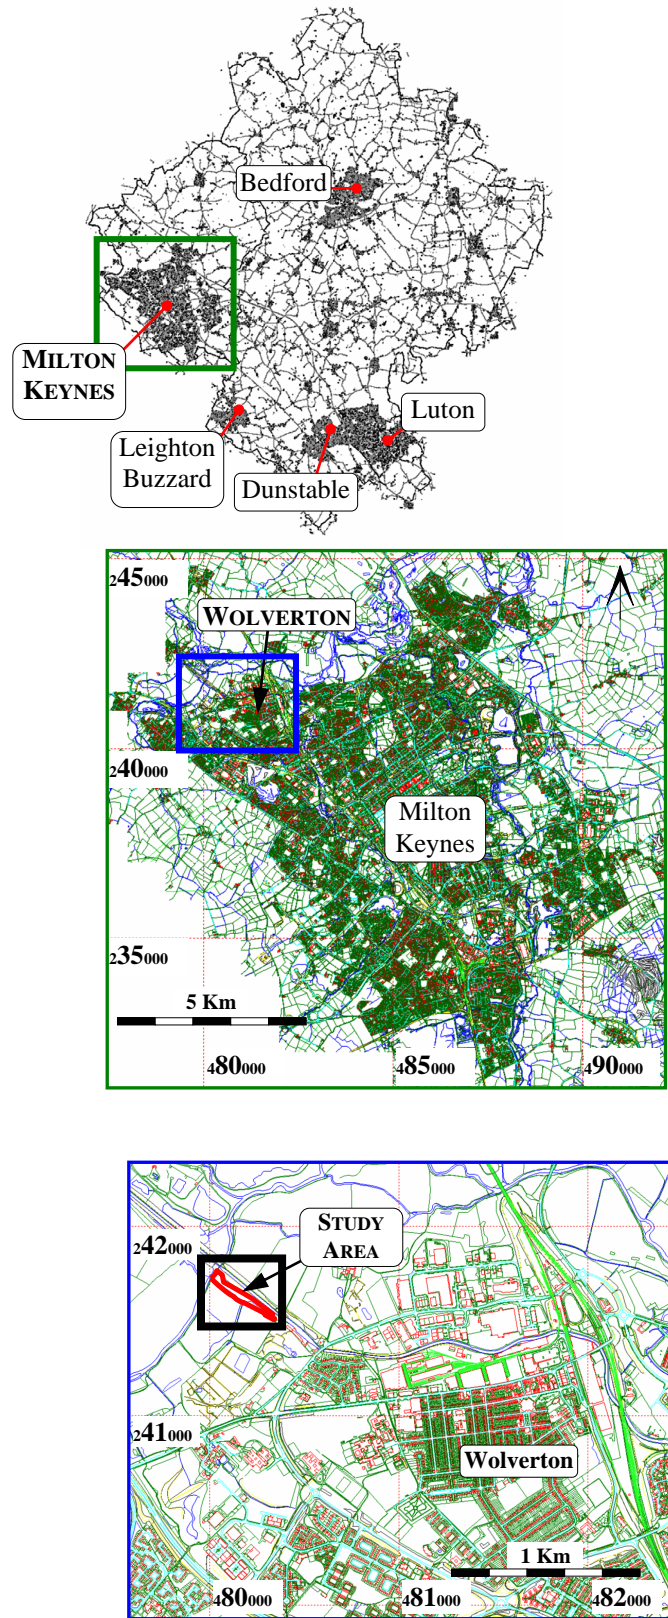 Bedford
MILTON
KEYNES
Leighton
Buzzard
Luton
Dunstable
245000
WOLVERTON
240000
Milton
Keynes
235000
5 Km
480000
485000
490000
STUDY
AREA
242000
241000
Wolverton
1 Km
480000
481000
482000